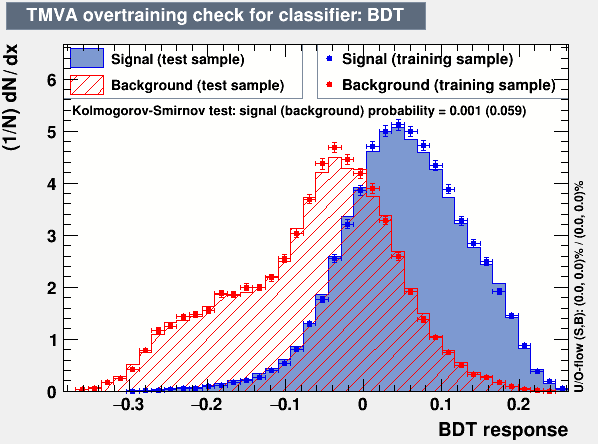 TMVA overtraining check for classifier: BDT
Signal (test sample)
Background (test sample)
Signal (training sample)
Background (training sample)
Kolmogorov-Smirnov test: signal (background) probability = 0.001 (0.059)
(1/N) dN/ dx
6
5
4
3
2
1
0
−0.3 −0.2 −0.1 0 0.1 0.2
BDT response
U/O-flow (S,B): (0.0, 0.0)% / (0.0, 0.0)%